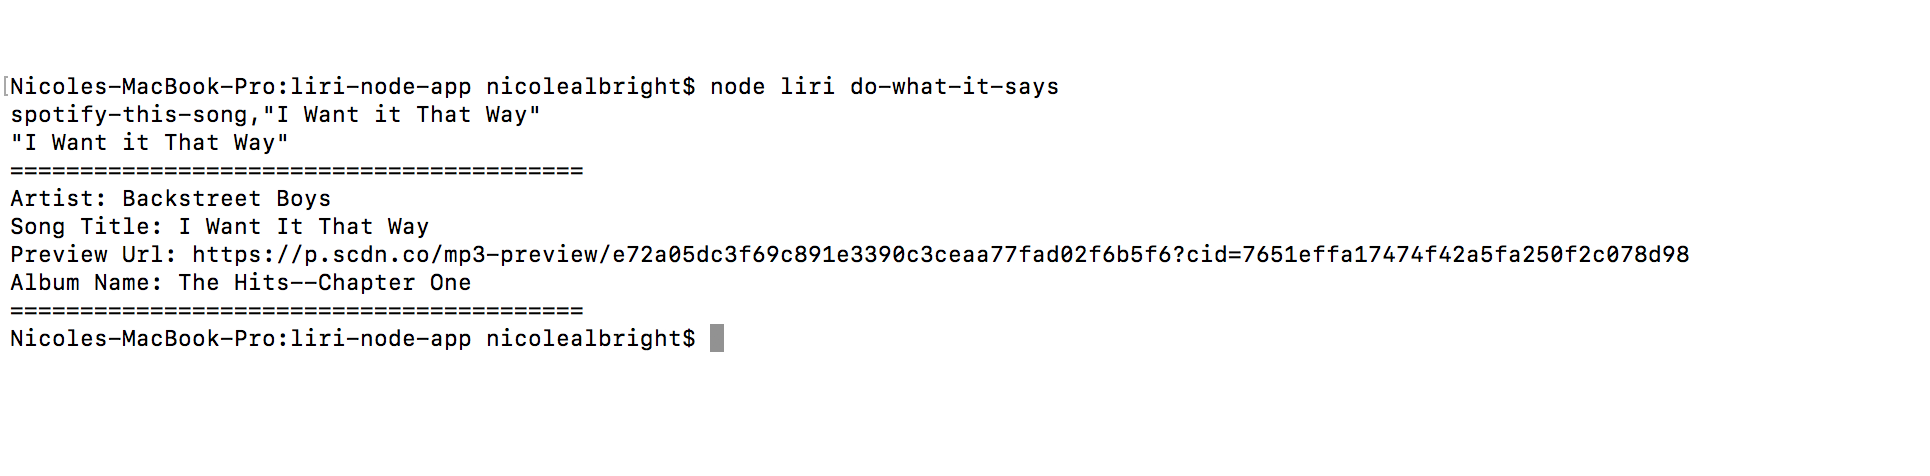 [Nicoles-MacBook-Pro:liri-node-app nicolealbright$ node liri do-what-it-says
spotify-this-song,"I Want it That Way"
"I Want it That Way"
=========================================
Artist: Backstreet Boys
Song Title: I Want It That Way
Preview Url: https://p.scdn.co/mp3-preview/e72a05dc3f69c891e3390c3ceaa77fad02f6b5f6?cid=7651effa17474f42a5fa250f2c078d98
Album Name: The Hits--Chapter One
=========================================
Nicoles-MacBook-Pro:liri-node-app nicolealbright$